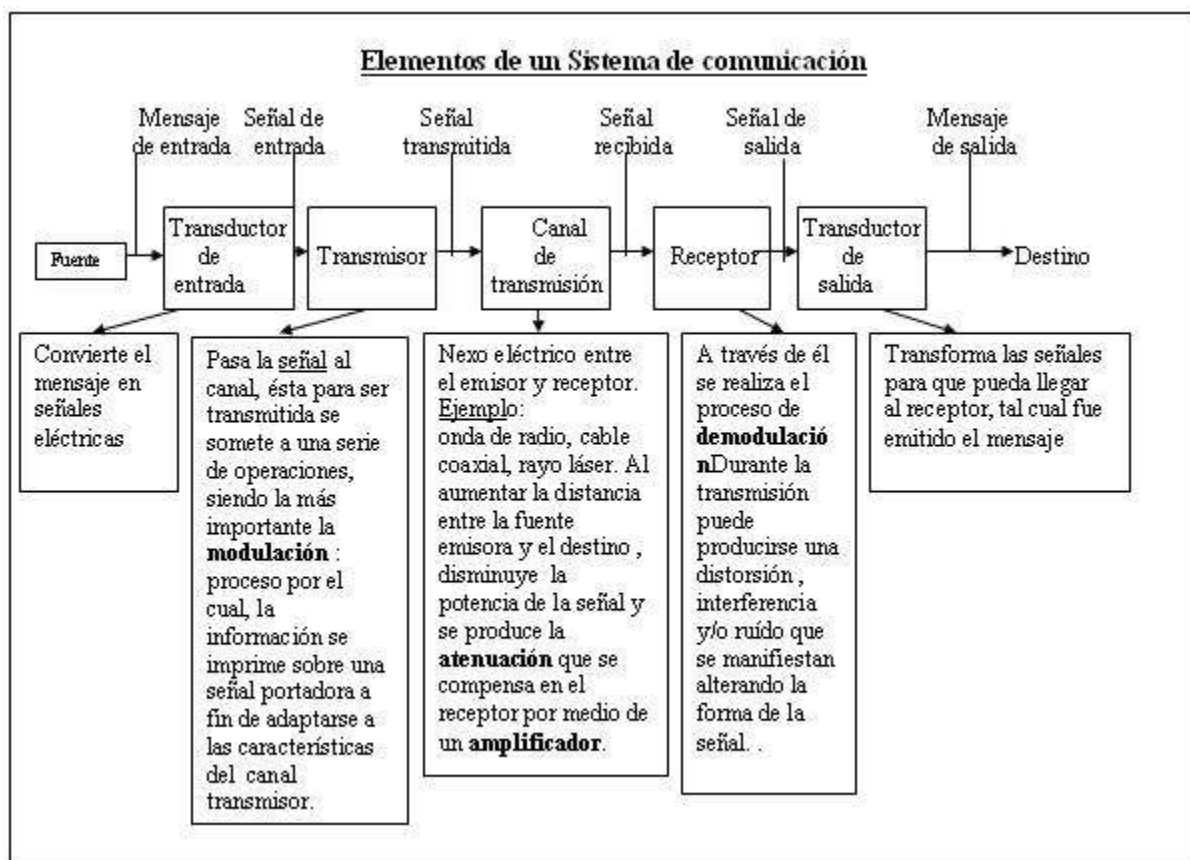 Elementos de un Sistema de comunicación
Mensaje
de entrada
Señal de
entrada
Señal
transmitida
Señal
recibida
Señal de
salida
Mensaje
de salida
Fuente
Transductor
de
entrada
Transmisor
Canal
de
transmisión
Receptor
Transductor
de
salida
Destino
Convierte el
mensaje en
señales
eléctricas
Pasa la señal al
canal, ésta para ser
transmitida se
somete a una serie
de operaciones,
siendo la más
importante la
modulación :
proceso por el
cual, la
información se
imprime sobre una
señal portadora a
fin de adaptarse a
las características
del canal
transmisor.
Nexo eléctrico entre
el emisor y receptor.
Ejemplo:
onda de radio, cable
coaxial, rayo láser. Al
aumentar la distancia
entre la fuente
emisora y el destino ,
disminuye la
potencia de la señal y
se produce la
atenuación que se
compensa en el
receptor por medio de
un amplificador.
A través de él
se realiza el
proceso de
demodulació
nDurante la
transmisión
puede
producirse una
distorsión ,
interferencia
y/o ruído que
se manifiestan
alterando la
forma de la
señal. .
Transforma las señales
para que pueda llegar
al receptor, tal cual fue
emitido el mensaje